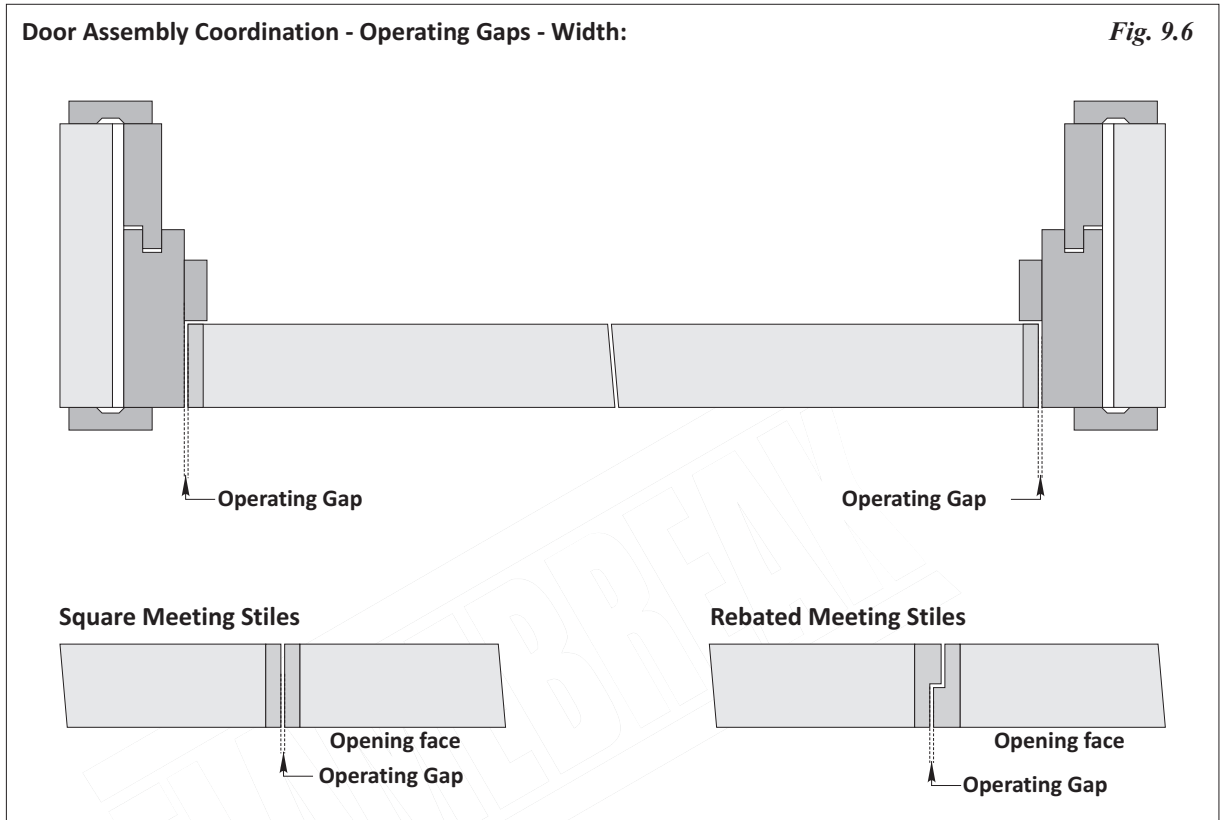 Door Assembly Coordination - Operating Gaps - Width:
Fig. 9.6
Operating Gap
Operating Gap
Square Meeting Stiles
Rebated Meeting Stiles
Opening face
Opening face
Operating Gap
Operating Gap